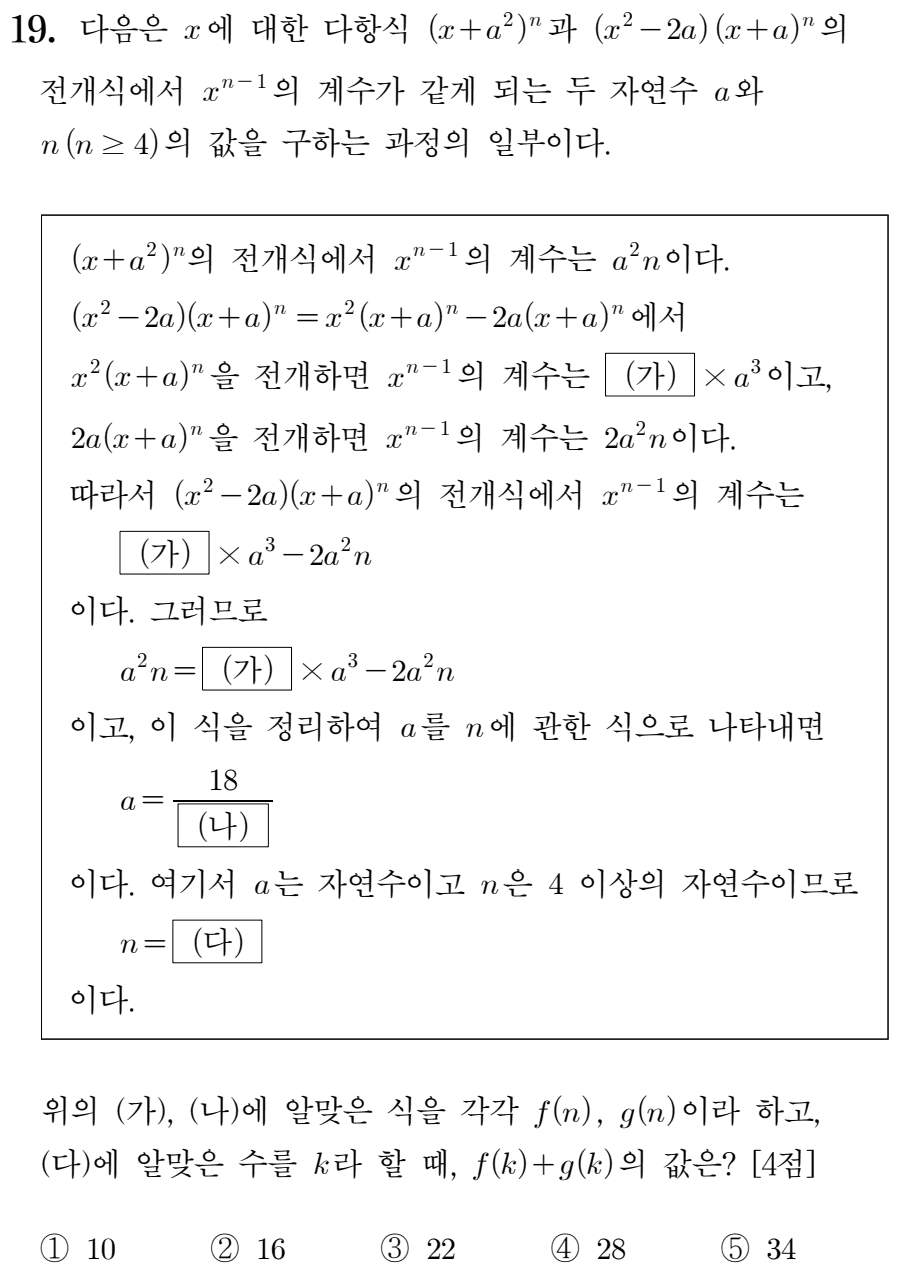 19. 다음은 x에 대한 다항식 (x+a²)ⁿ과 (x²−2a)(x+a)ⁿ의
전개식에서 xⁿ⁻¹의 계수가 같게 되는 두 자연수 a와
n(n≥4)의 값을 구하는 과정의 일부이다.
(x+a²)ⁿ의 전개식에서 xⁿ⁻¹의 계수는 a²n이다.
(x²−2a)(x+a)ⁿ=x²(x+a)ⁿ−2a(x+a)ⁿ에서
x²(x+a)ⁿ을 전개하면 xⁿ⁻¹의 계수는 (가) ×a³이고,
2a(x+a)ⁿ을 전개하면 xⁿ⁻¹의 계수는 2a²n이다.
따라서 (x²−2a)(x+a)ⁿ의 전개식에서 xⁿ⁻¹의 계수는
(가) ×a³−2a²n
이다. 그러므로
a²n= (가) ×a³−2a²n
이고, 이 식을 정리하여 a를 n에 관한 식으로 나타내면
a= 18 / (나)
이다. 여기서 a는 자연수이고 n은 4 이상의 자연수이므로
n= (다)
이다.
위의 (가), (나)에 알맞은 식을 각각 f(n), g(n)이라 하고,
(다)에 알맞은 수를 k라 할 때, f(k)+g(k)의 값은? [4점]
① 10 ② 16 ③ 22 ④ 28 ⑤ 34